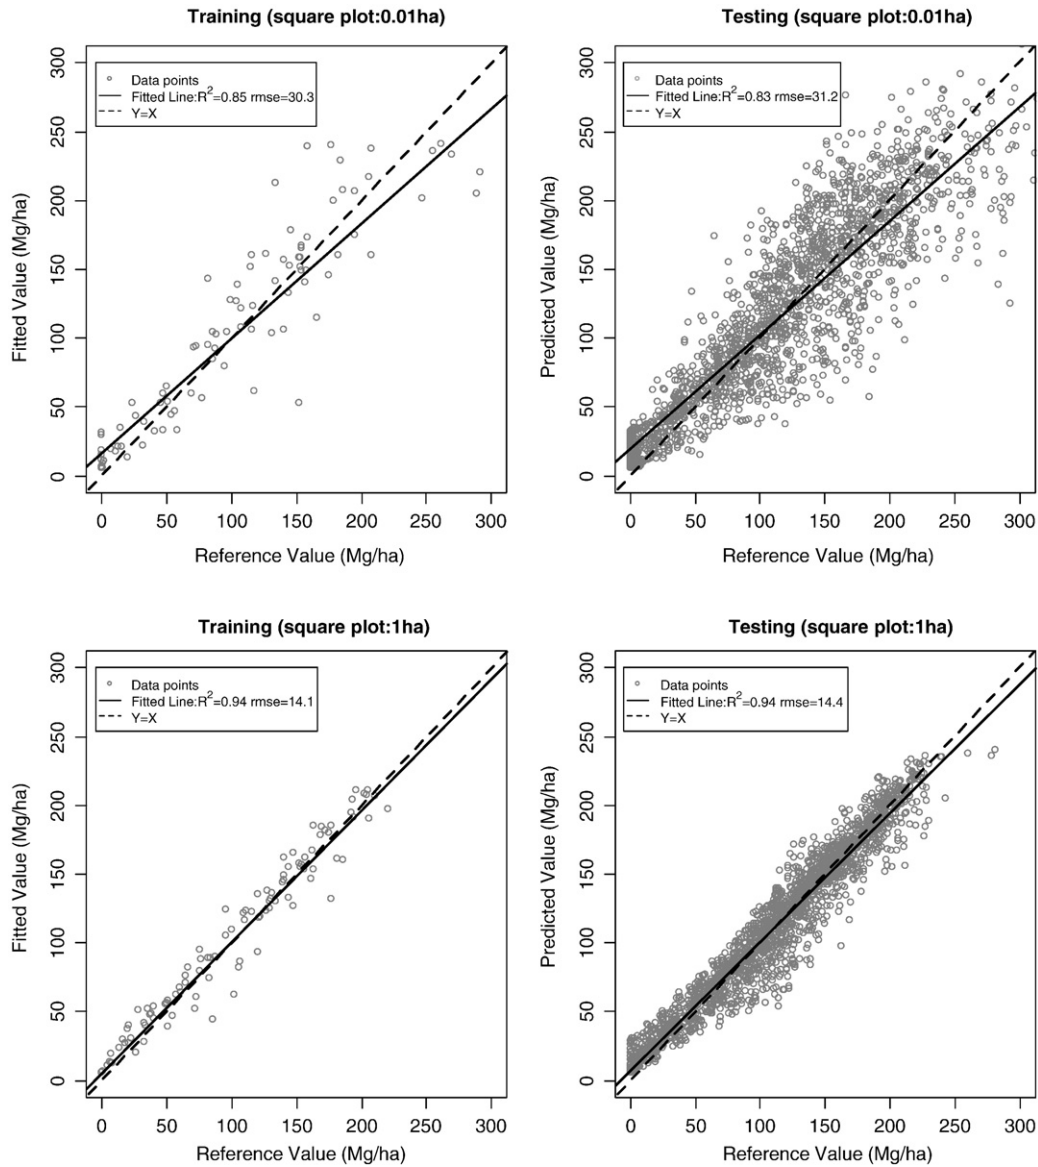 Training (square plot:0.01ha)
Data points
Fitted Line:R²=0.85 rmse=30.3
Y=X
Fitted Value (Mg/ha)
300
250
200
150
100
50
0
0 50 100 150 200 250 300
Reference Value (Mg/ha)
Testing (square plot:0.01ha)
Data points
Fitted Line:R²=0.83 rmse=31.2
Y=X
Predicted Value (Mg/ha)
300
250
200
150
100
50
0
0 50 100 150 200 250 300
Reference Value (Mg/ha)
Training (square plot:1ha)
Data points
Fitted Line:R²=0.94 rmse=14.1
Y=X
Fitted Value (Mg/ha)
300
250
200
150
100
50
0
0 50 100 150 200 250 300
Reference Value (Mg/ha)
Testing (square plot:1ha)
Data points
Fitted Line:R²=0.94 rmse=14.4
Y=X
Predicted Value (Mg/ha)
300
250
200
150
100
50
0
0 50 100 150 200 250 300
Reference Value (Mg/ha)